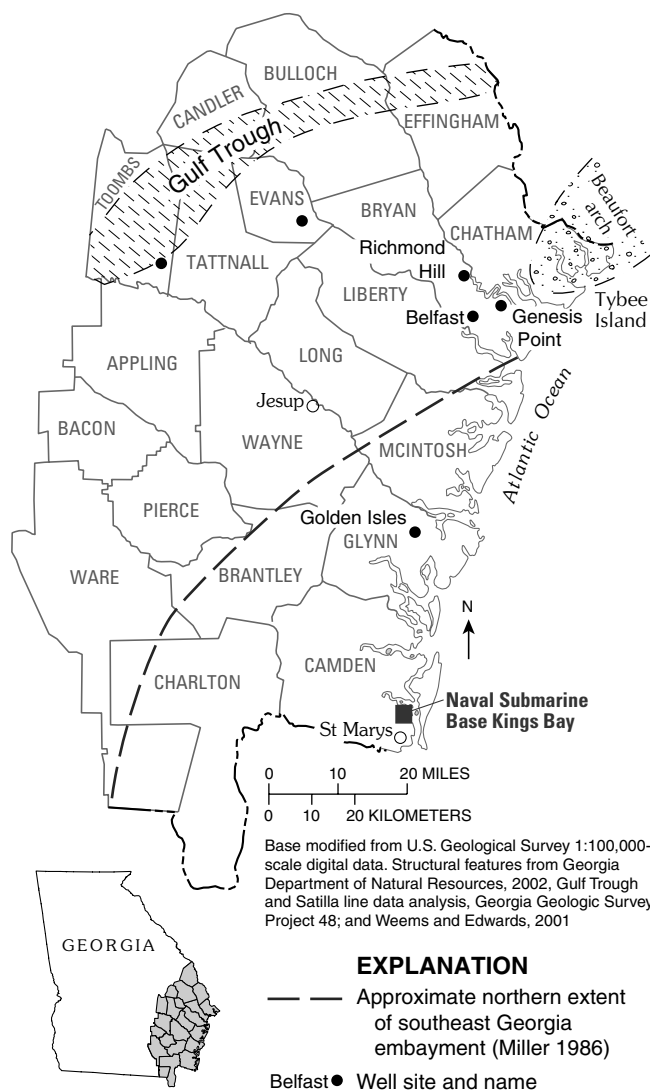 BULLOCH
CANDLER
EFFINGHAM
Gulf Trough
TOOMBS
EVANS
Beaufort
arch
BRYAN
CHATHAM
TATTNALL
Richmond
Hill
LIBERTY
Tybee
Island
Belfast
Genesis
Point
APPLING
LONG
Jesup
Atlantic Ocean
BACON
WAYNE
MCINTOSH
PIERCE
Golden Isles
GLYNN
WARE
BRANTLEY
N
CAMDEN
CHARLTON
Naval Submarine
Base Kings Bay
St Marys
0 10 20 MILES
0 10 20 KILOMETERS
Base modified from U.S. Geological Survey 1:100,000-
scale digital data. Structural features from Georgia
Department of Natural Resources, 2002, Gulf Trough
and Satilla line data analysis, Georgia Geologic Survey
Project 48; and Weems and Edwards, 2001
GEORGIA
EXPLANATION
Approximate northern extent
of southeast Georgia
embayment (Miller 1986)
Belfast Well site and name